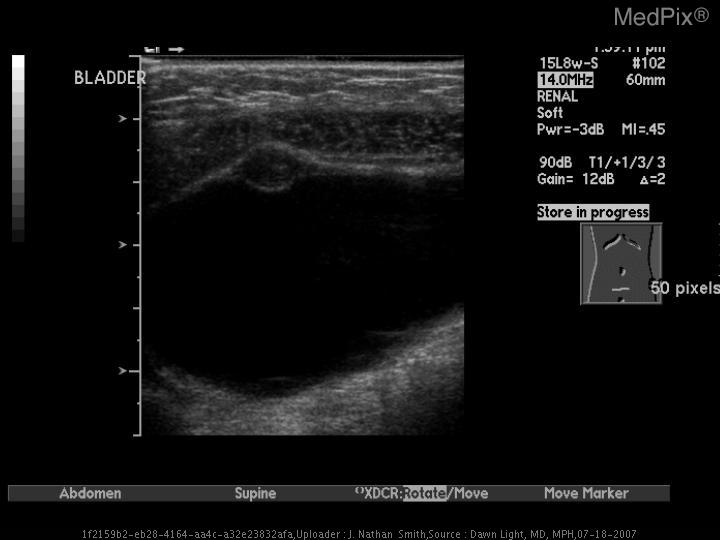 MedPix®
BLADDER
15L8w-S #102
14.0MHz 60mm
RENAL
Soft
Pwr=-3dB MI=.45
90dB T1/+1/3/3
Gain= 12dB Δ=2
Store in progress
50 pixels
Abdomen Supine XDCR:Rotate/Move Move Marker
1f2159b2-eb28-4164-aa4c-a32e23832afa,Uploader : J. Nathan Smith,Source : Dawn Light, MD, MPH,07-18-2007